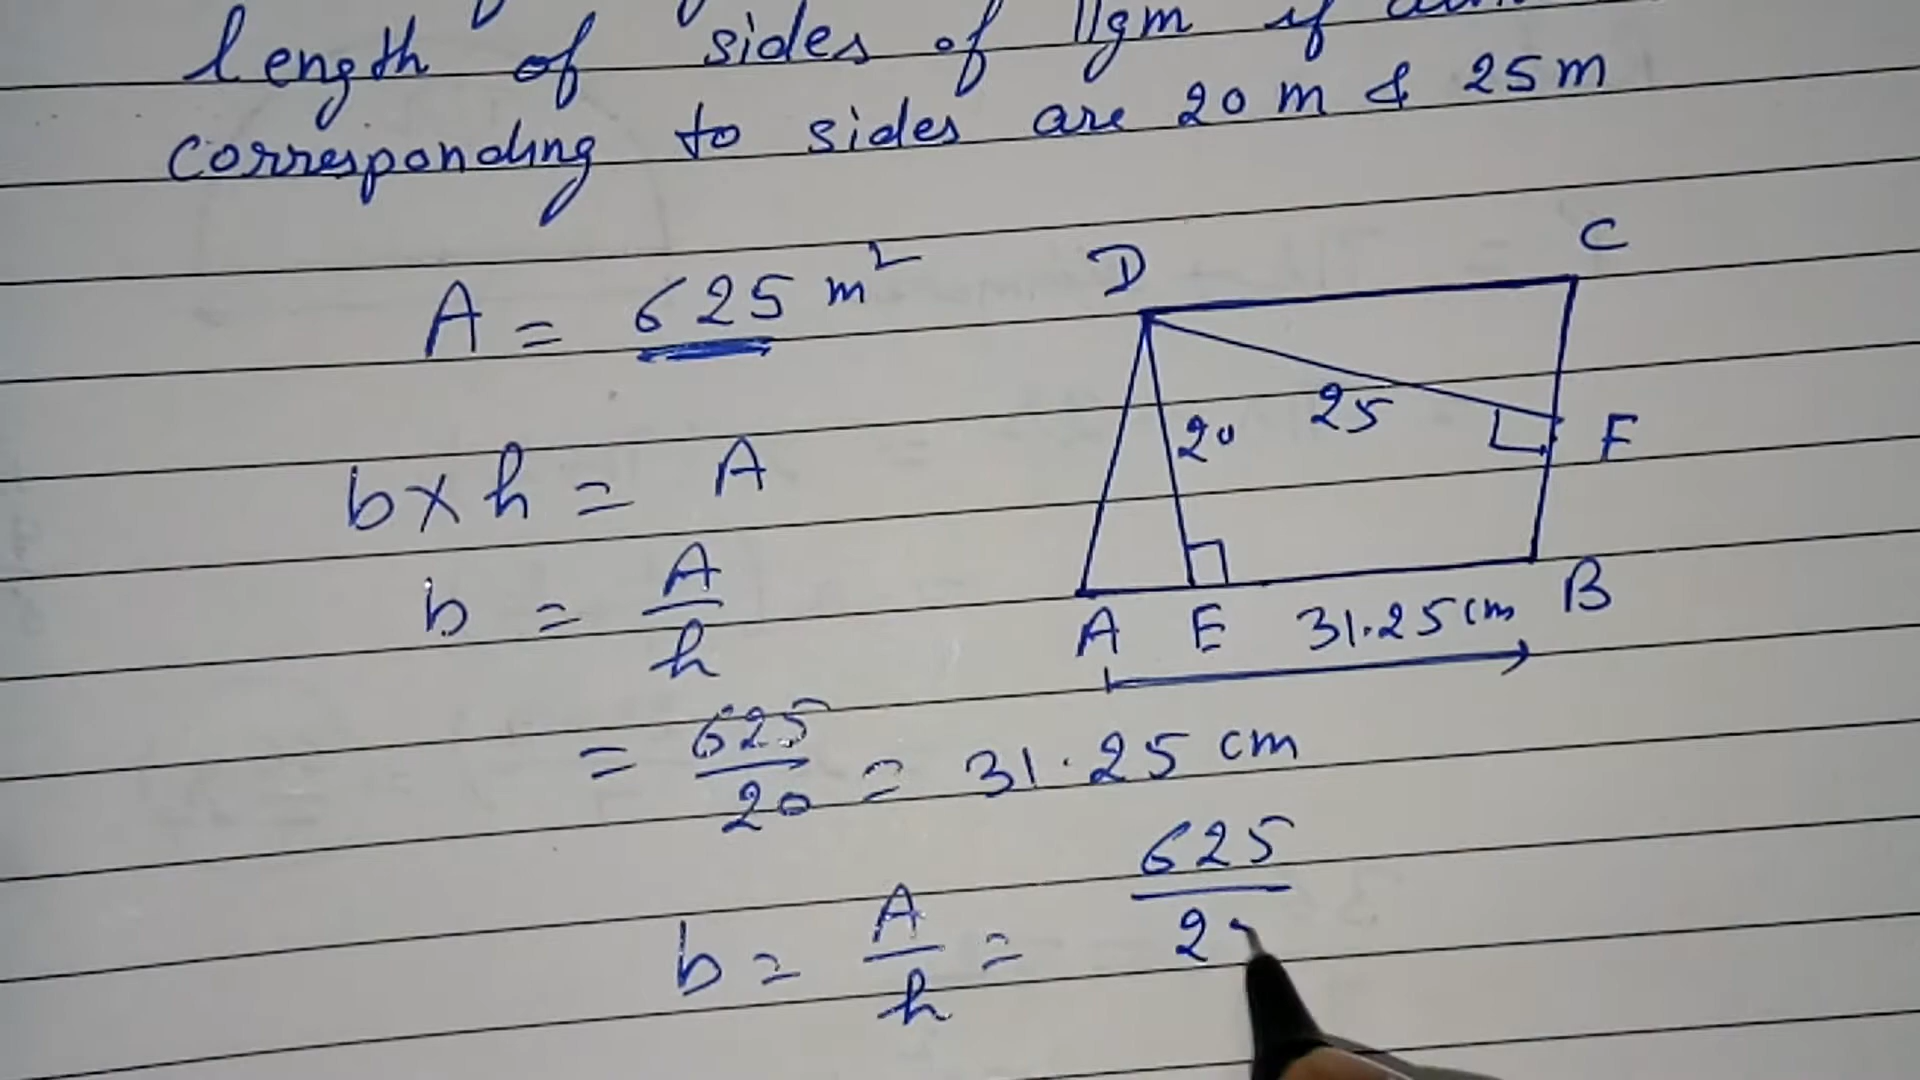 length of sides of ||gm if
corresponding to sides are 20 m & 25 m
A = 625 m²
D
C
20
25
F
b x h = A
b = A/h
A E 31.25 cm B
= 625/20 = 31.25 cm
b = A/h = 625/2